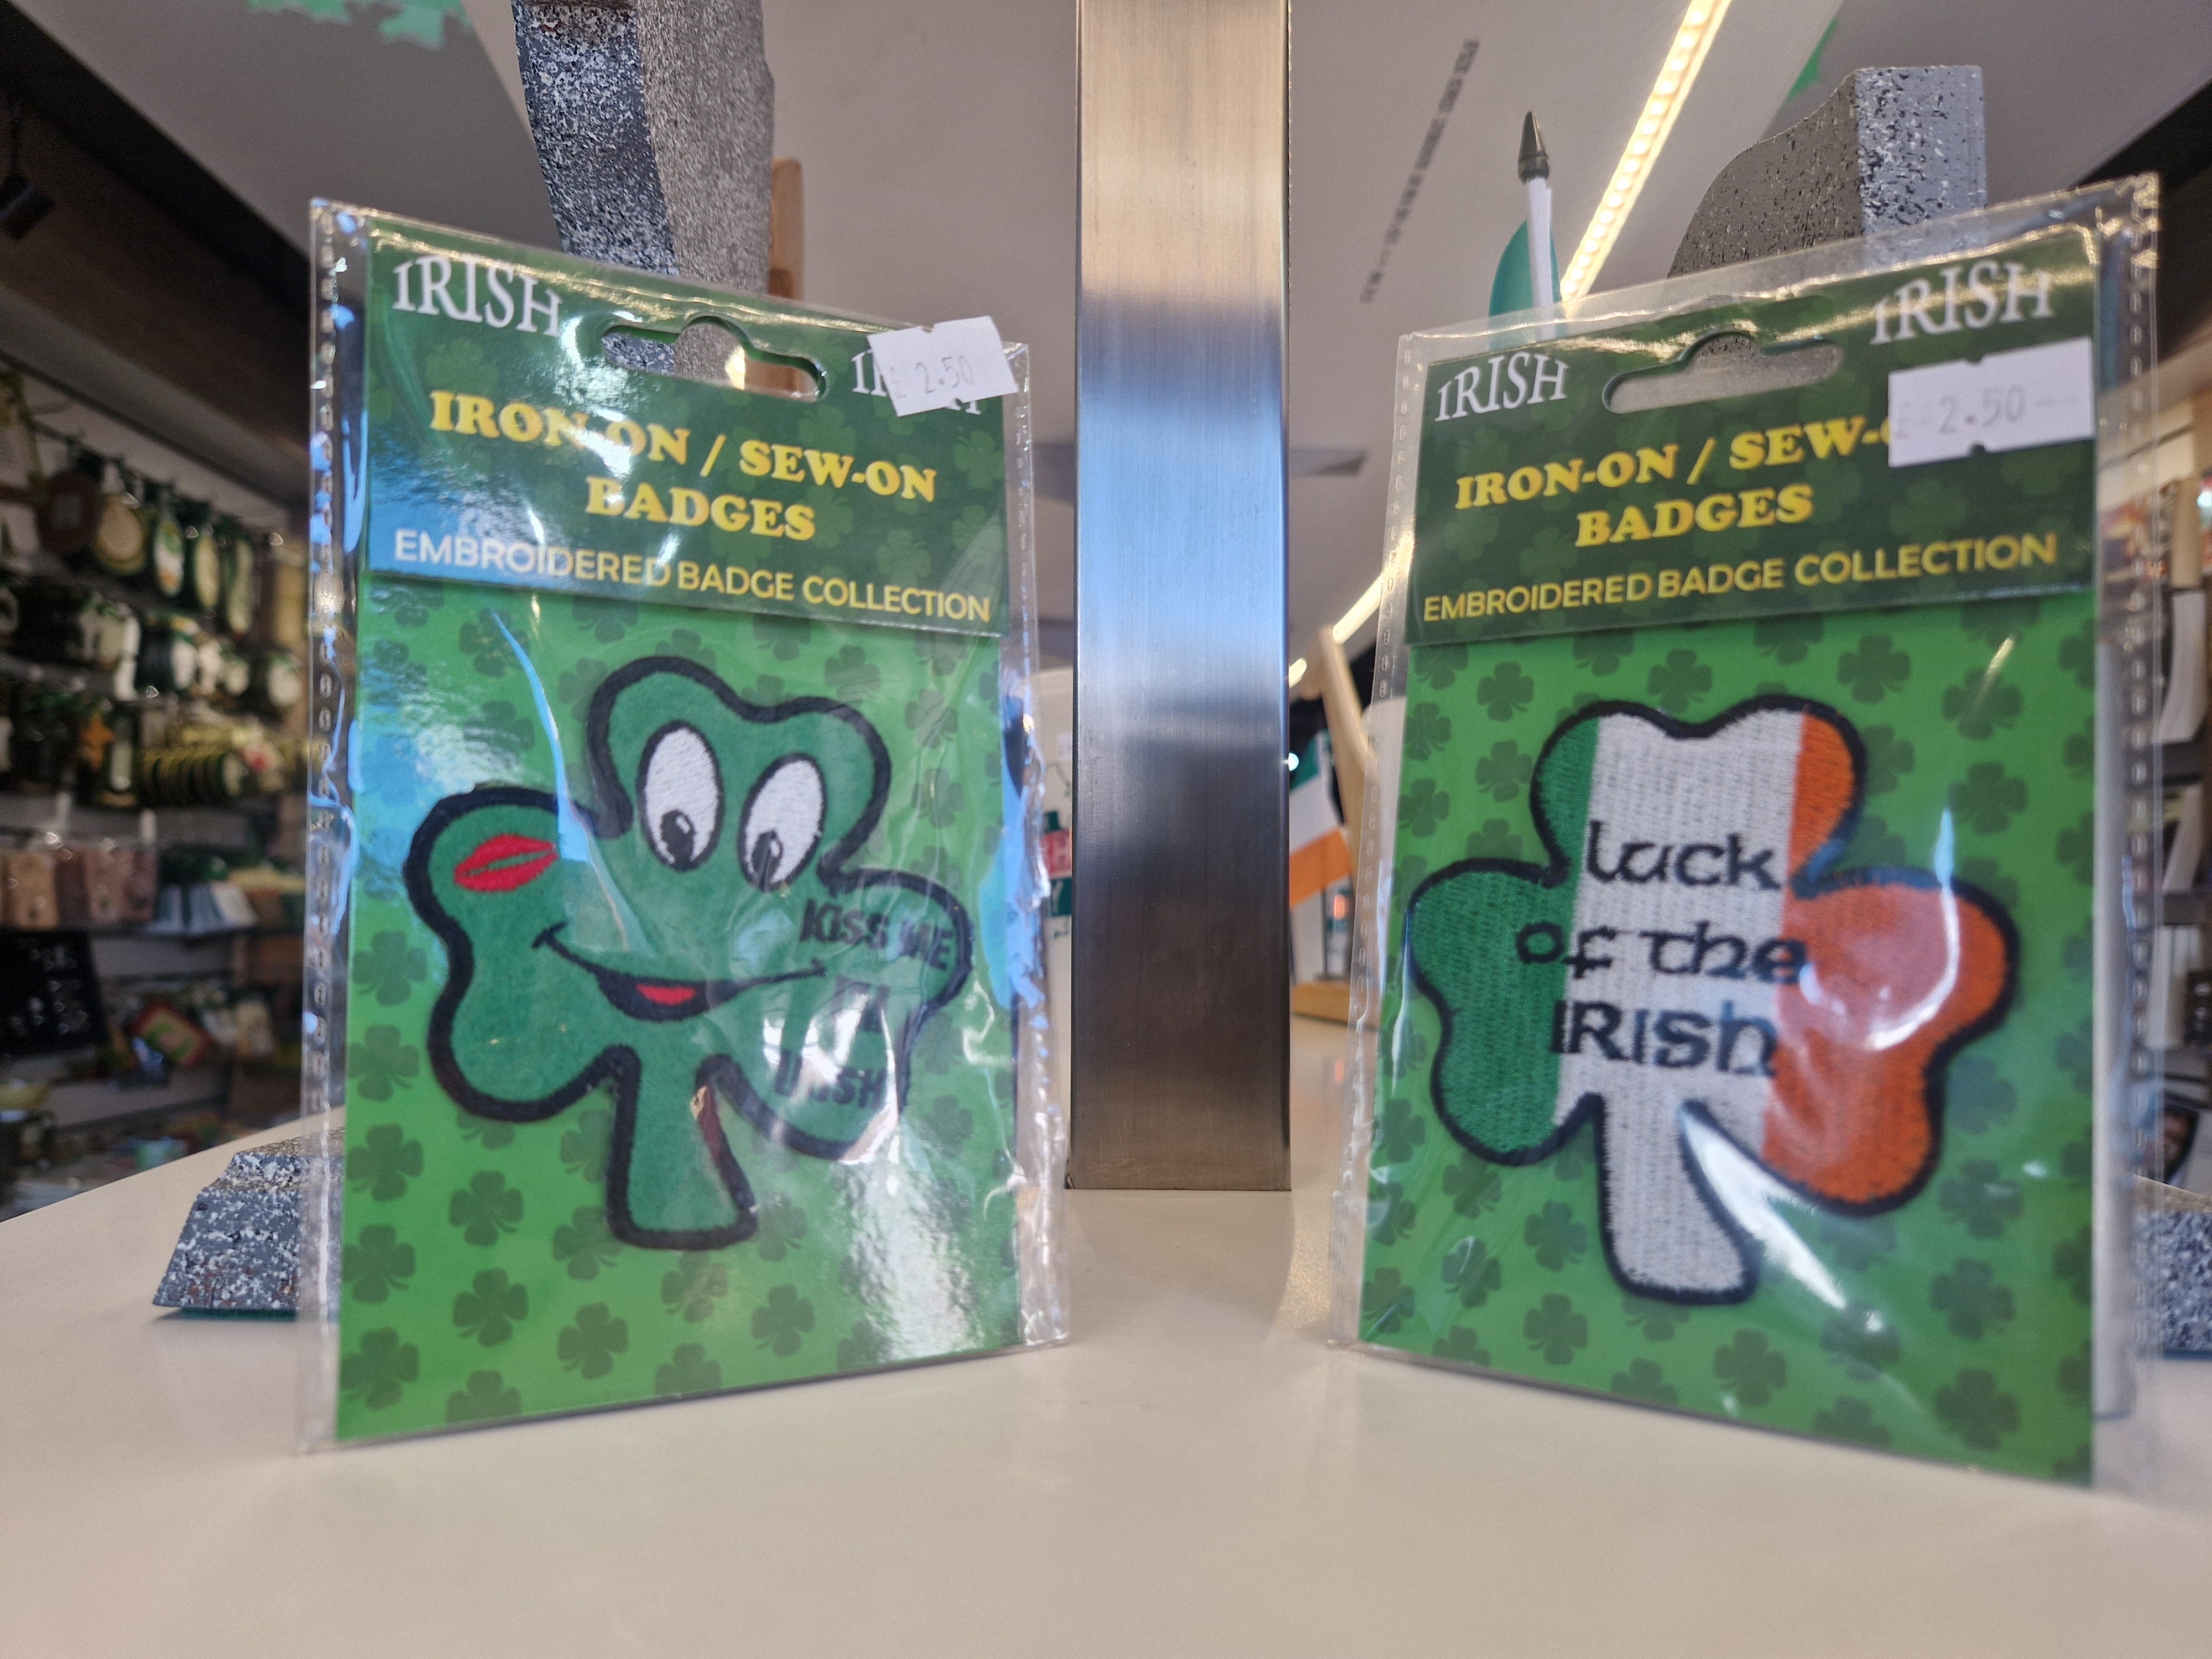 IRISH
£ 2.50
IRON-ON / SEW-ON
BADGES
EMBROIDERED BADGE COLLECTION
KISS ME
IRISH
IRISH
IRISH
£ 2.50
IRON-ON / SEW-
BADGES
EMBROIDERED BADGE COLLECTION
Luck
of the
IRISH